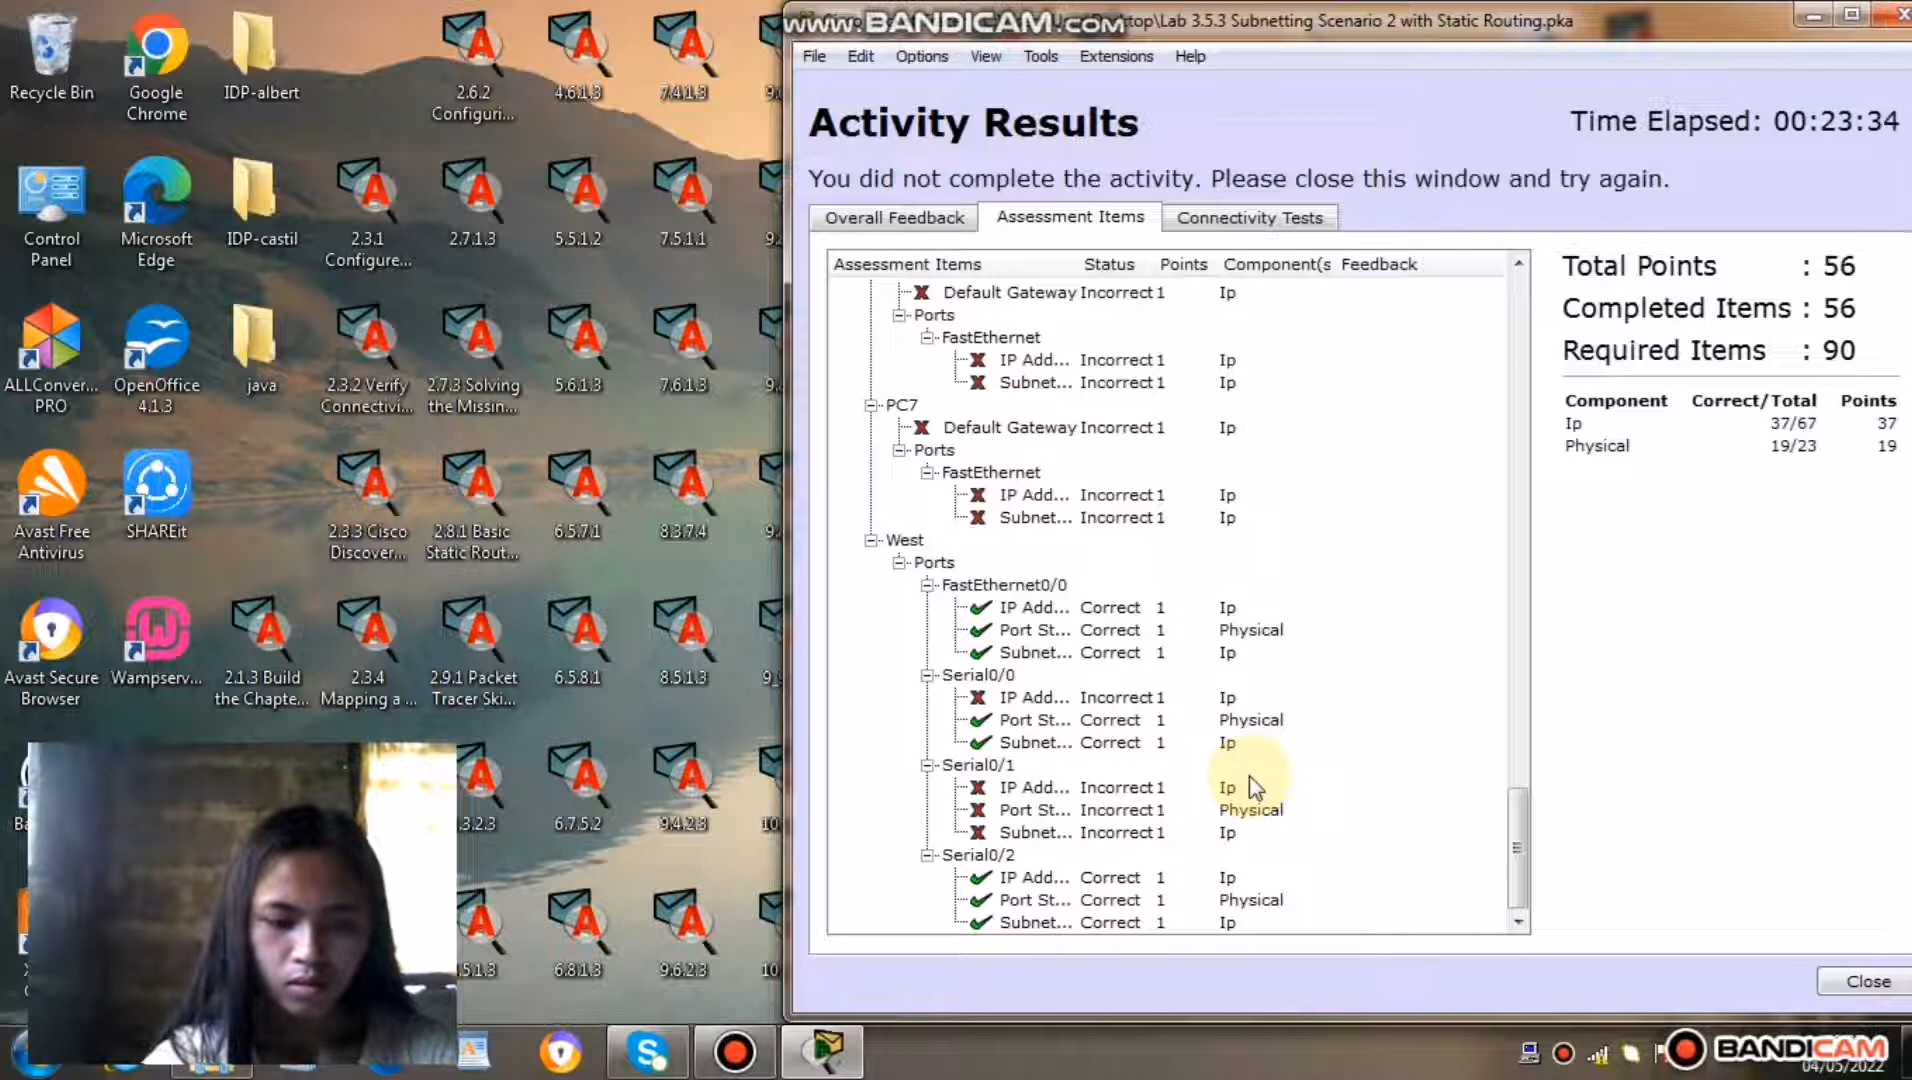 www.BANDICAM.com
Desktop\Lab 3.5.3 Subnetting Scenario 2 with Static Routing.pka
File Edit Options View Tools Extensions Help
Activity Results
Time Elapsed: 00:23:34
You did not complete the activity. Please close this window and try again.
Overall Feedback Assessment Items Connectivity Tests
Assessment Items Status Points Component(s Feedback
Default Gateway Incorrect 1 Ip
Ports
FastEthernet
IP Add... Incorrect 1 Ip
Subnet... Incorrect 1 Ip
PC7
Default Gateway Incorrect 1 Ip
Ports
FastEthernet
IP Add... Incorrect 1 Ip
Subnet... Incorrect 1 Ip
West
Ports
FastEthernet0/0
IP Add... Correct 1 Ip
Port St... Correct 1 Physical
Subnet... Correct 1 Ip
Serial0/0
IP Add... Incorrect 1 Ip
Port St... Correct 1 Physical
Subnet... Correct 1 Ip
Serial0/1
IP Add... Incorrect 1 Ip
Port St... Incorrect 1 Physical
Subnet... Incorrect 1 Ip
Serial0/2
IP Add... Correct 1 Ip
Port St... Correct 1 Physical
Subnet... Correct 1 Ip
Total Points : 56
Completed Items : 56
Required Items : 90
Component Correct/Total Points
Ip 37/67 37
Physical 19/23 19
Close
Recycle Bin
Google
Chrome
IDP-albert
2.6.2
Configuri...
4.6.1.3
7.4.1.3
Control
Panel
Microsoft
Edge
IDP-castil
2.3.1
Configure...
2.7.1.3
5.5.1.2
7.5.1.1
ALLConver...
PRO
OpenOffice
4.1.3
java
2.3.2 Verify
Connectivi...
2.7.3 Solving
the Missin...
5.6.1.3
7.6.1.3
Avast Free
Antivirus
SHAREit
2.3.3 Cisco
Discover...
2.8.1 Basic
Static Rout...
6.5.7.1
8.3.7.4
Avast Secure
Browser
Wampserv...
2.1.3 Build
the Chapte...
2.3.4
Mapping a ...
2.9.1 Packet
Tracer Ski...
6.5.8.1
8.5.1.3
3.2.3
6.7.5.2
9.4.2.3
10
5.1.3
6.8.1.3
9.6.2.3
10
BANDICAM
04/05/2022